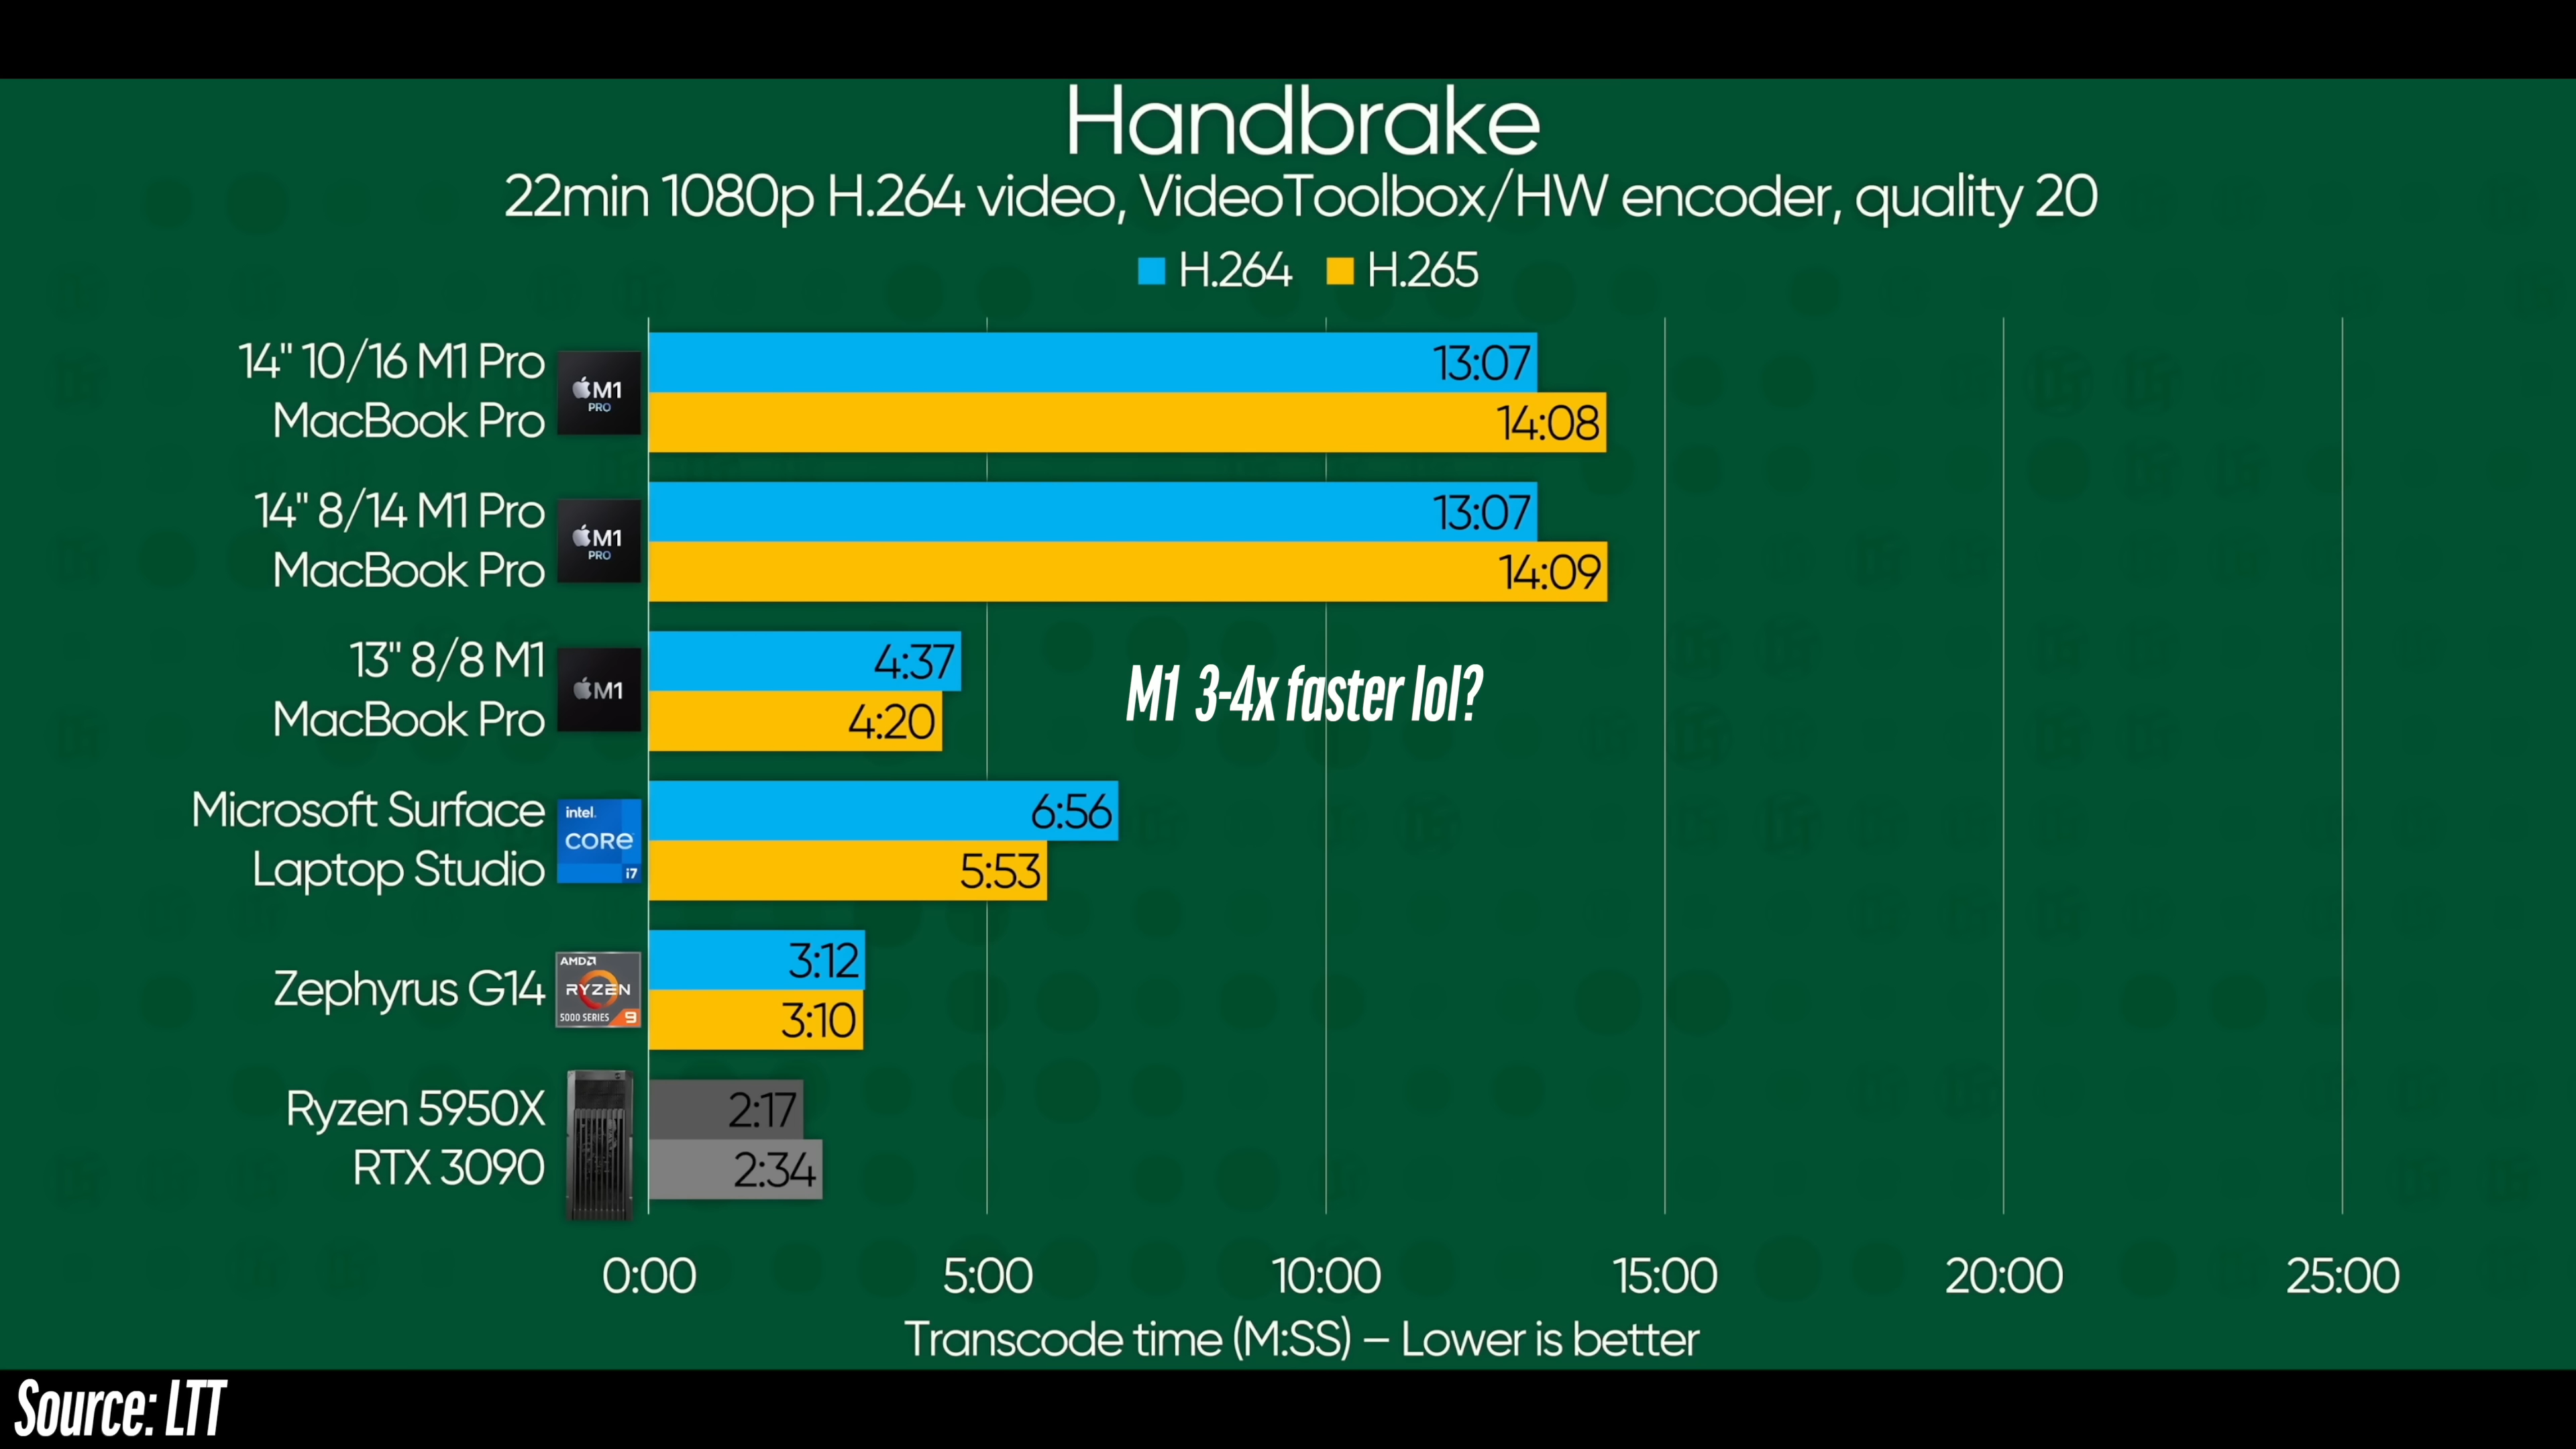 Handbrake
22min 1080p H.264 video, VideoToolbox/HW encoder, quality 20
H.264 H.265
14" 10/16 M1 Pro
MacBook Pro
M1
PRO
13:07
14:08
14" 8/14 M1 Pro
MacBook Pro
M1
PRO
13:07
14:09
13" 8/8 M1
MacBook Pro
M1
4:37
4:20
M1 3-4x faster lol?
Microsoft Surface
Laptop Studio
intel.
CORE
i7
6:56
5:53
Zephyrus G14
AMD
RYZEN
5000 SERIES 9
3:12
3:10
Ryzen 5950X
RTX 3090
2:17
2:34
0:00 5:00 10:00 15:00 20:00 25:00
Transcode time (M:SS) – Lower is better
Source: LTT